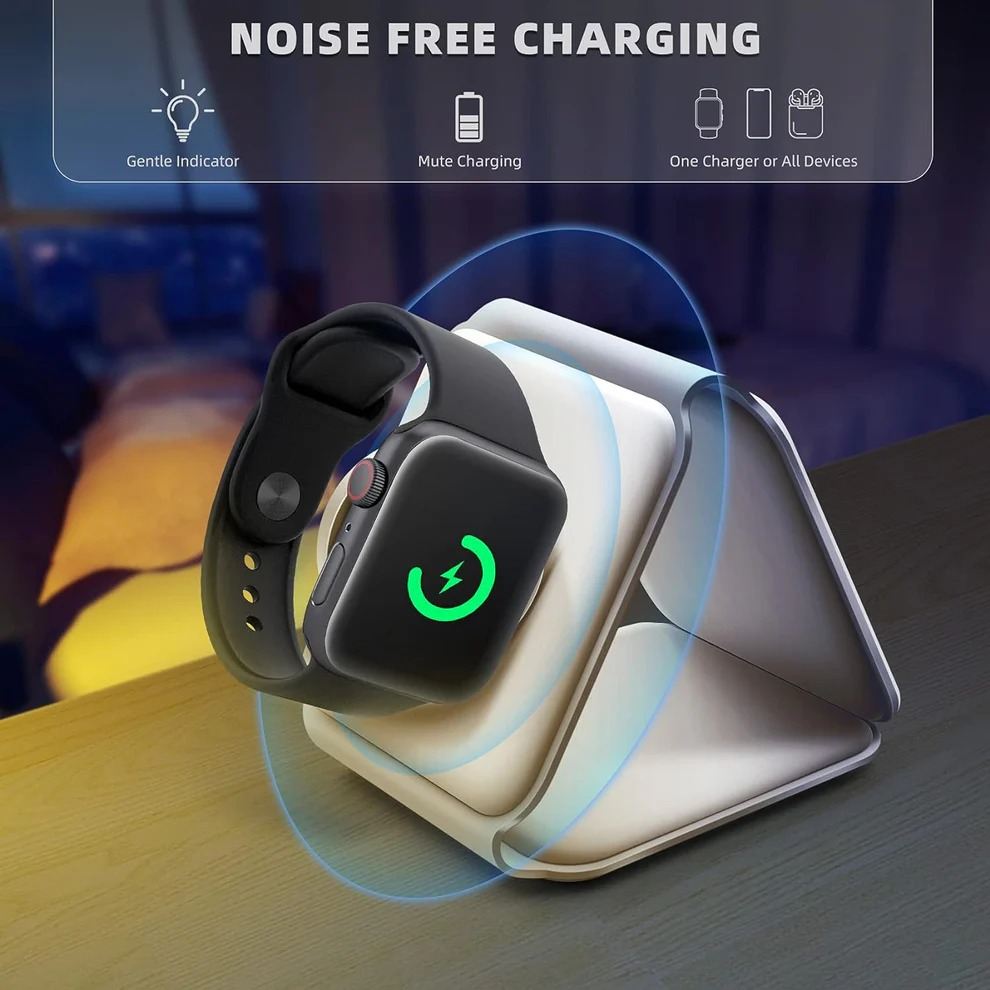 NOISE FREE CHARGING
Gentle Indicator
Mute Charging
One Charger or All Devices